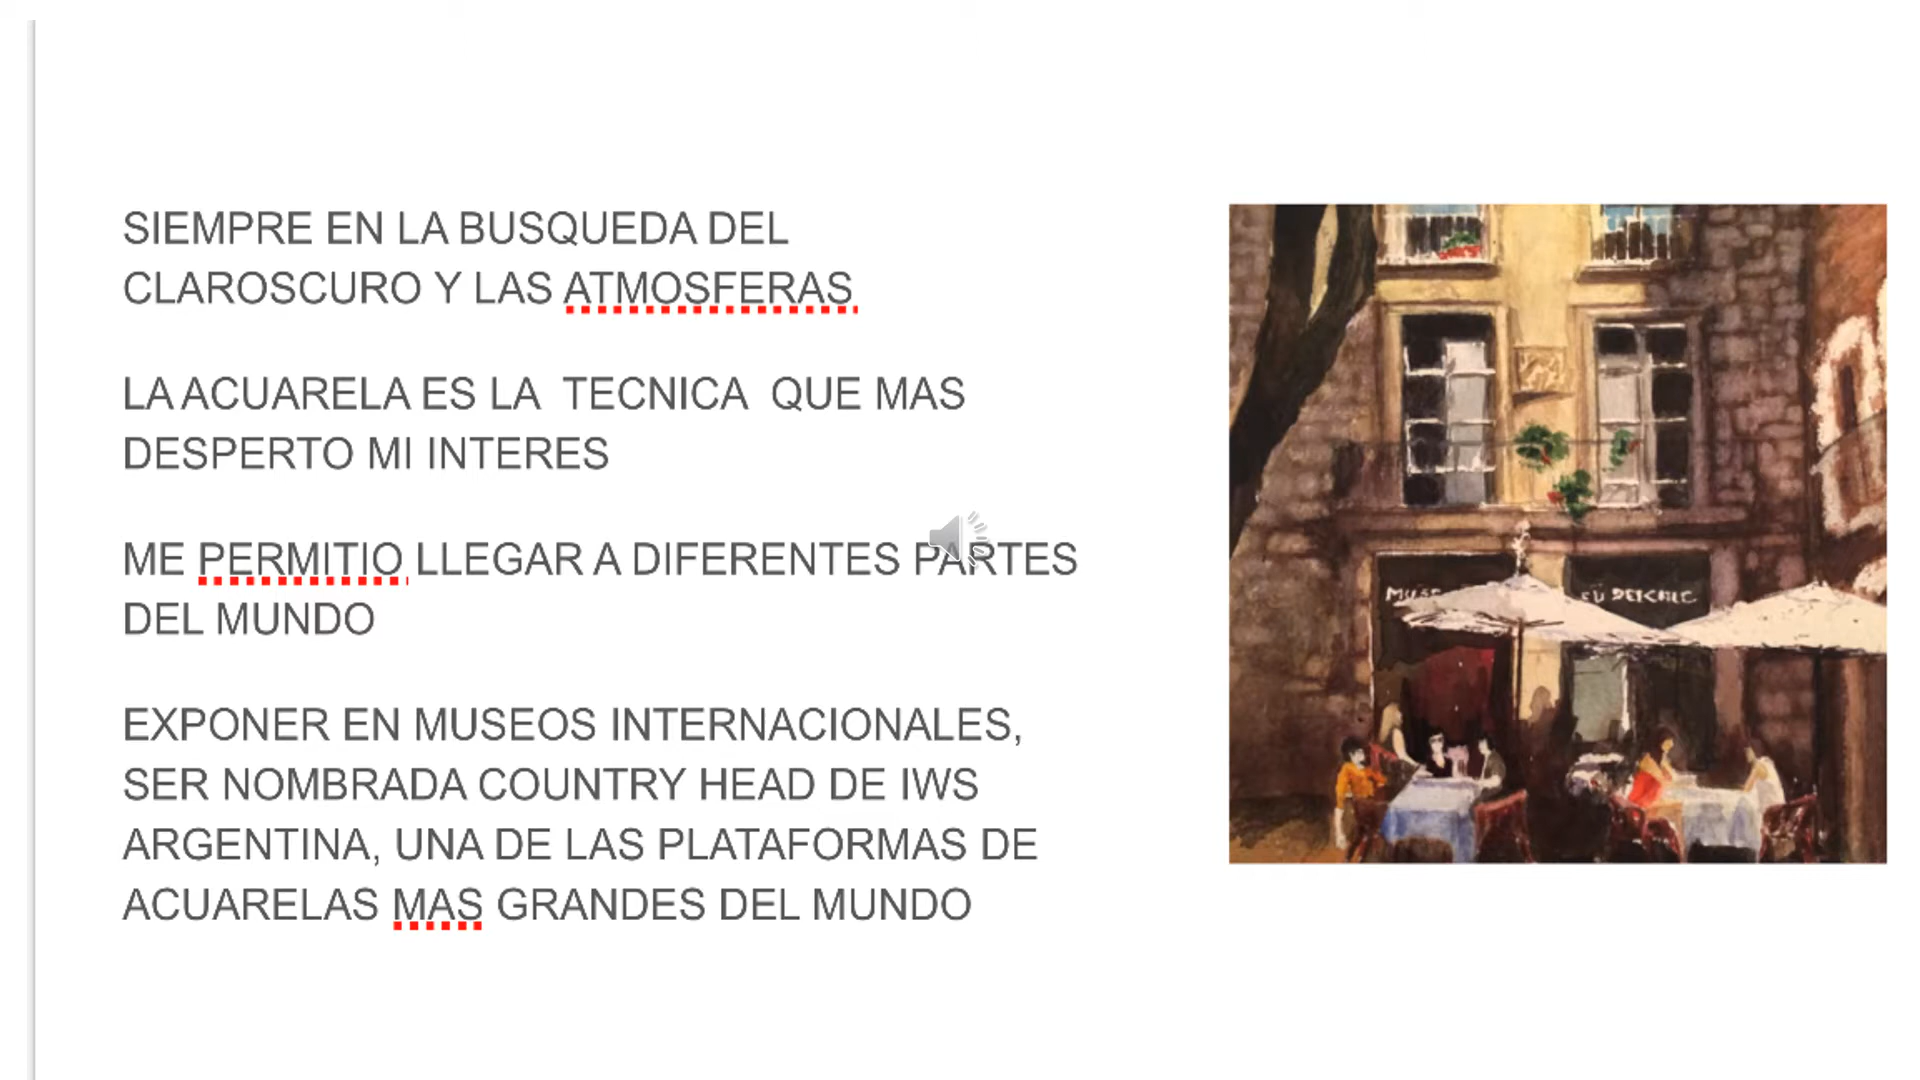 SIEMPRE EN LA BUSQUEDA DEL
CLAROSCURO Y LAS ATMOSFERAS
LA ACUARELA ES LA TECNICA QUE MAS
DESPERTO MI INTERES
ME PERMITIO LLEGAR A DIFERENTES PARTES
DEL MUNDO
EXPONER EN MUSEOS INTERNACIONALES,
SER NOMBRADA COUNTRY HEAD DE IWS
ARGENTINA, UNA DE LAS PLATAFORMAS DE
ACUARELAS MAS GRANDES DEL MUNDO